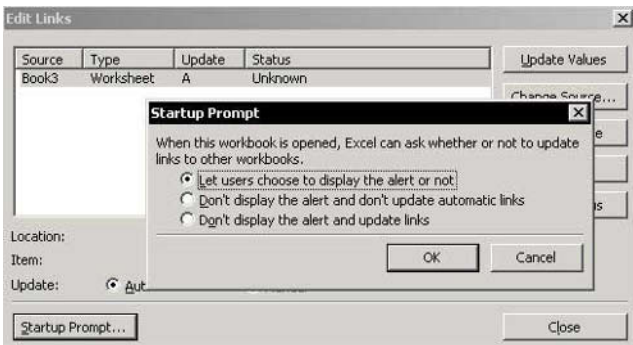 Edit Links
Source Type Update Status
Book3 Worksheet A Unknown
Update Values
Change Source...
Startup Prompt
When this workbook is opened, Excel can ask whether or not to update
links to other workbooks.
Let users choose to display the alert or not
Don't display the alert and don't update automatic links
Don't display the alert and update links
OK Cancel
Location:
Item:
Update:
Startup Prompt... Close